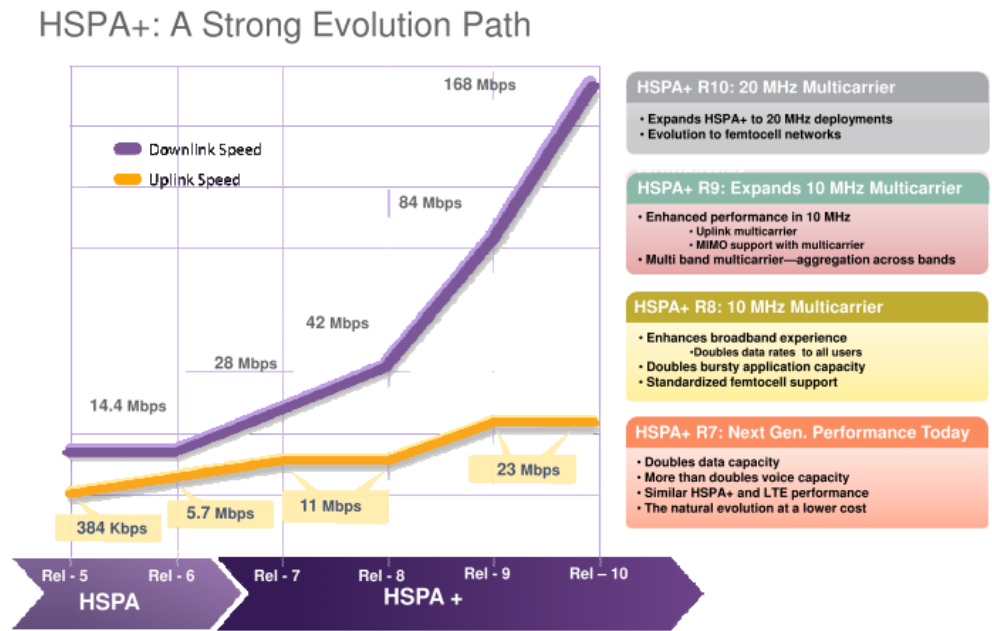 HSPA+: A Strong Evolution Path
168 Mbps
Downlink Speed
Uplink Speed
84 Mbps
42 Mbps
28 Mbps
14.4 Mbps
23 Mbps
11 Mbps
5.7 Mbps
384 Kbps
Rel - 5
Rel - 6
Rel - 7
Rel - 8
Rel - 9
Rel – 10
HSPA
HSPA +
HSPA+ R10: 20 MHz Multicarrier
• Expands HSPA+ to 20 MHz deployments
• Evolution to femtocell networks
HSPA+ R9: Expands 10 MHz Multicarrier
• Enhanced performance in 10 MHz
• Uplink multicarrier
• MIMO support with multicarrier
• Multi band multicarrier—aggregation across bands
HSPA+ R8: 10 MHz Multicarrier
• Enhances broadband experience
•Doubles data rates to all users
• Doubles bursty application capacity
• Standardized femtocell support
HSPA+ R7: Next Gen. Performance Today
• Doubles data capacity
• More than doubles voice capacity
• Similar HSPA+ and LTE performance
• The natural evolution at a lower cost